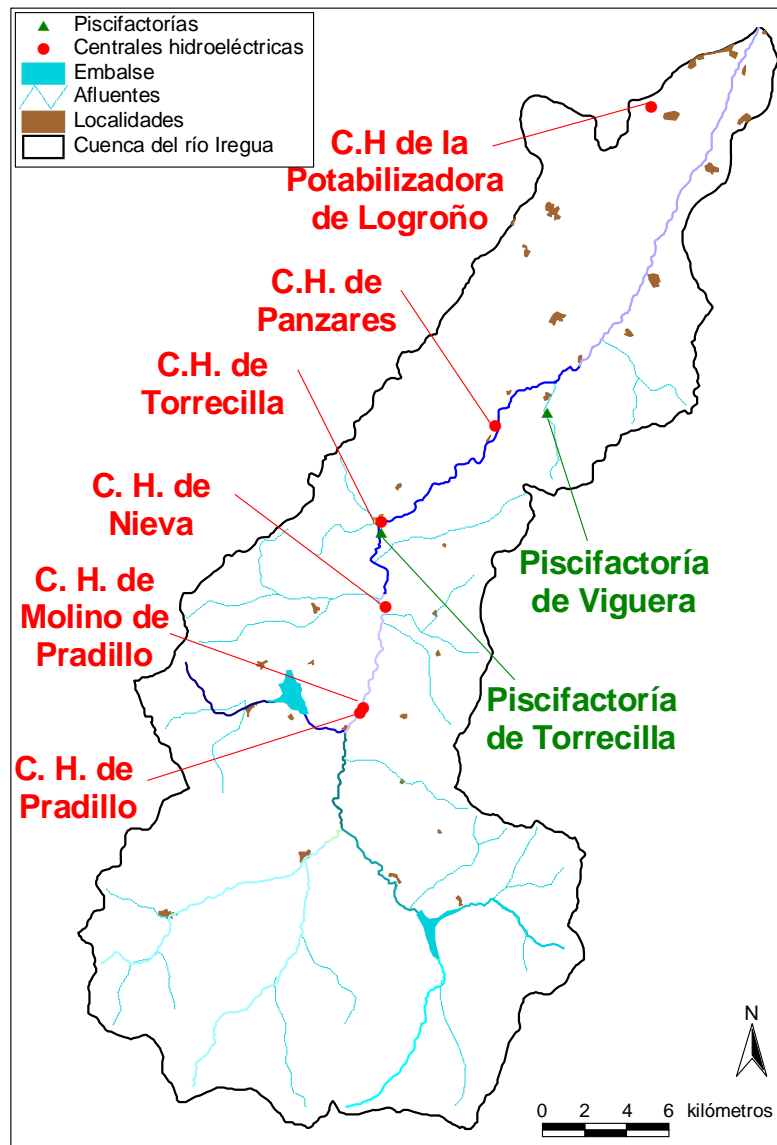 Piscifactorías
Centrales hidroeléctricas
Embalse
Afluentes
Localidades
Cuenca del río Iregua
C.H de la
Potabilizadora
de Logroño
C.H. de
Panzares
C.H. de
Torrecilla
C. H. de
Nieva
Piscifactoría
de Viguera
C. H. de
Molino de
Pradillo
Piscifactoría
de Torrecilla
C. H. de
Pradillo
N
0 2 4 6 kilómetros